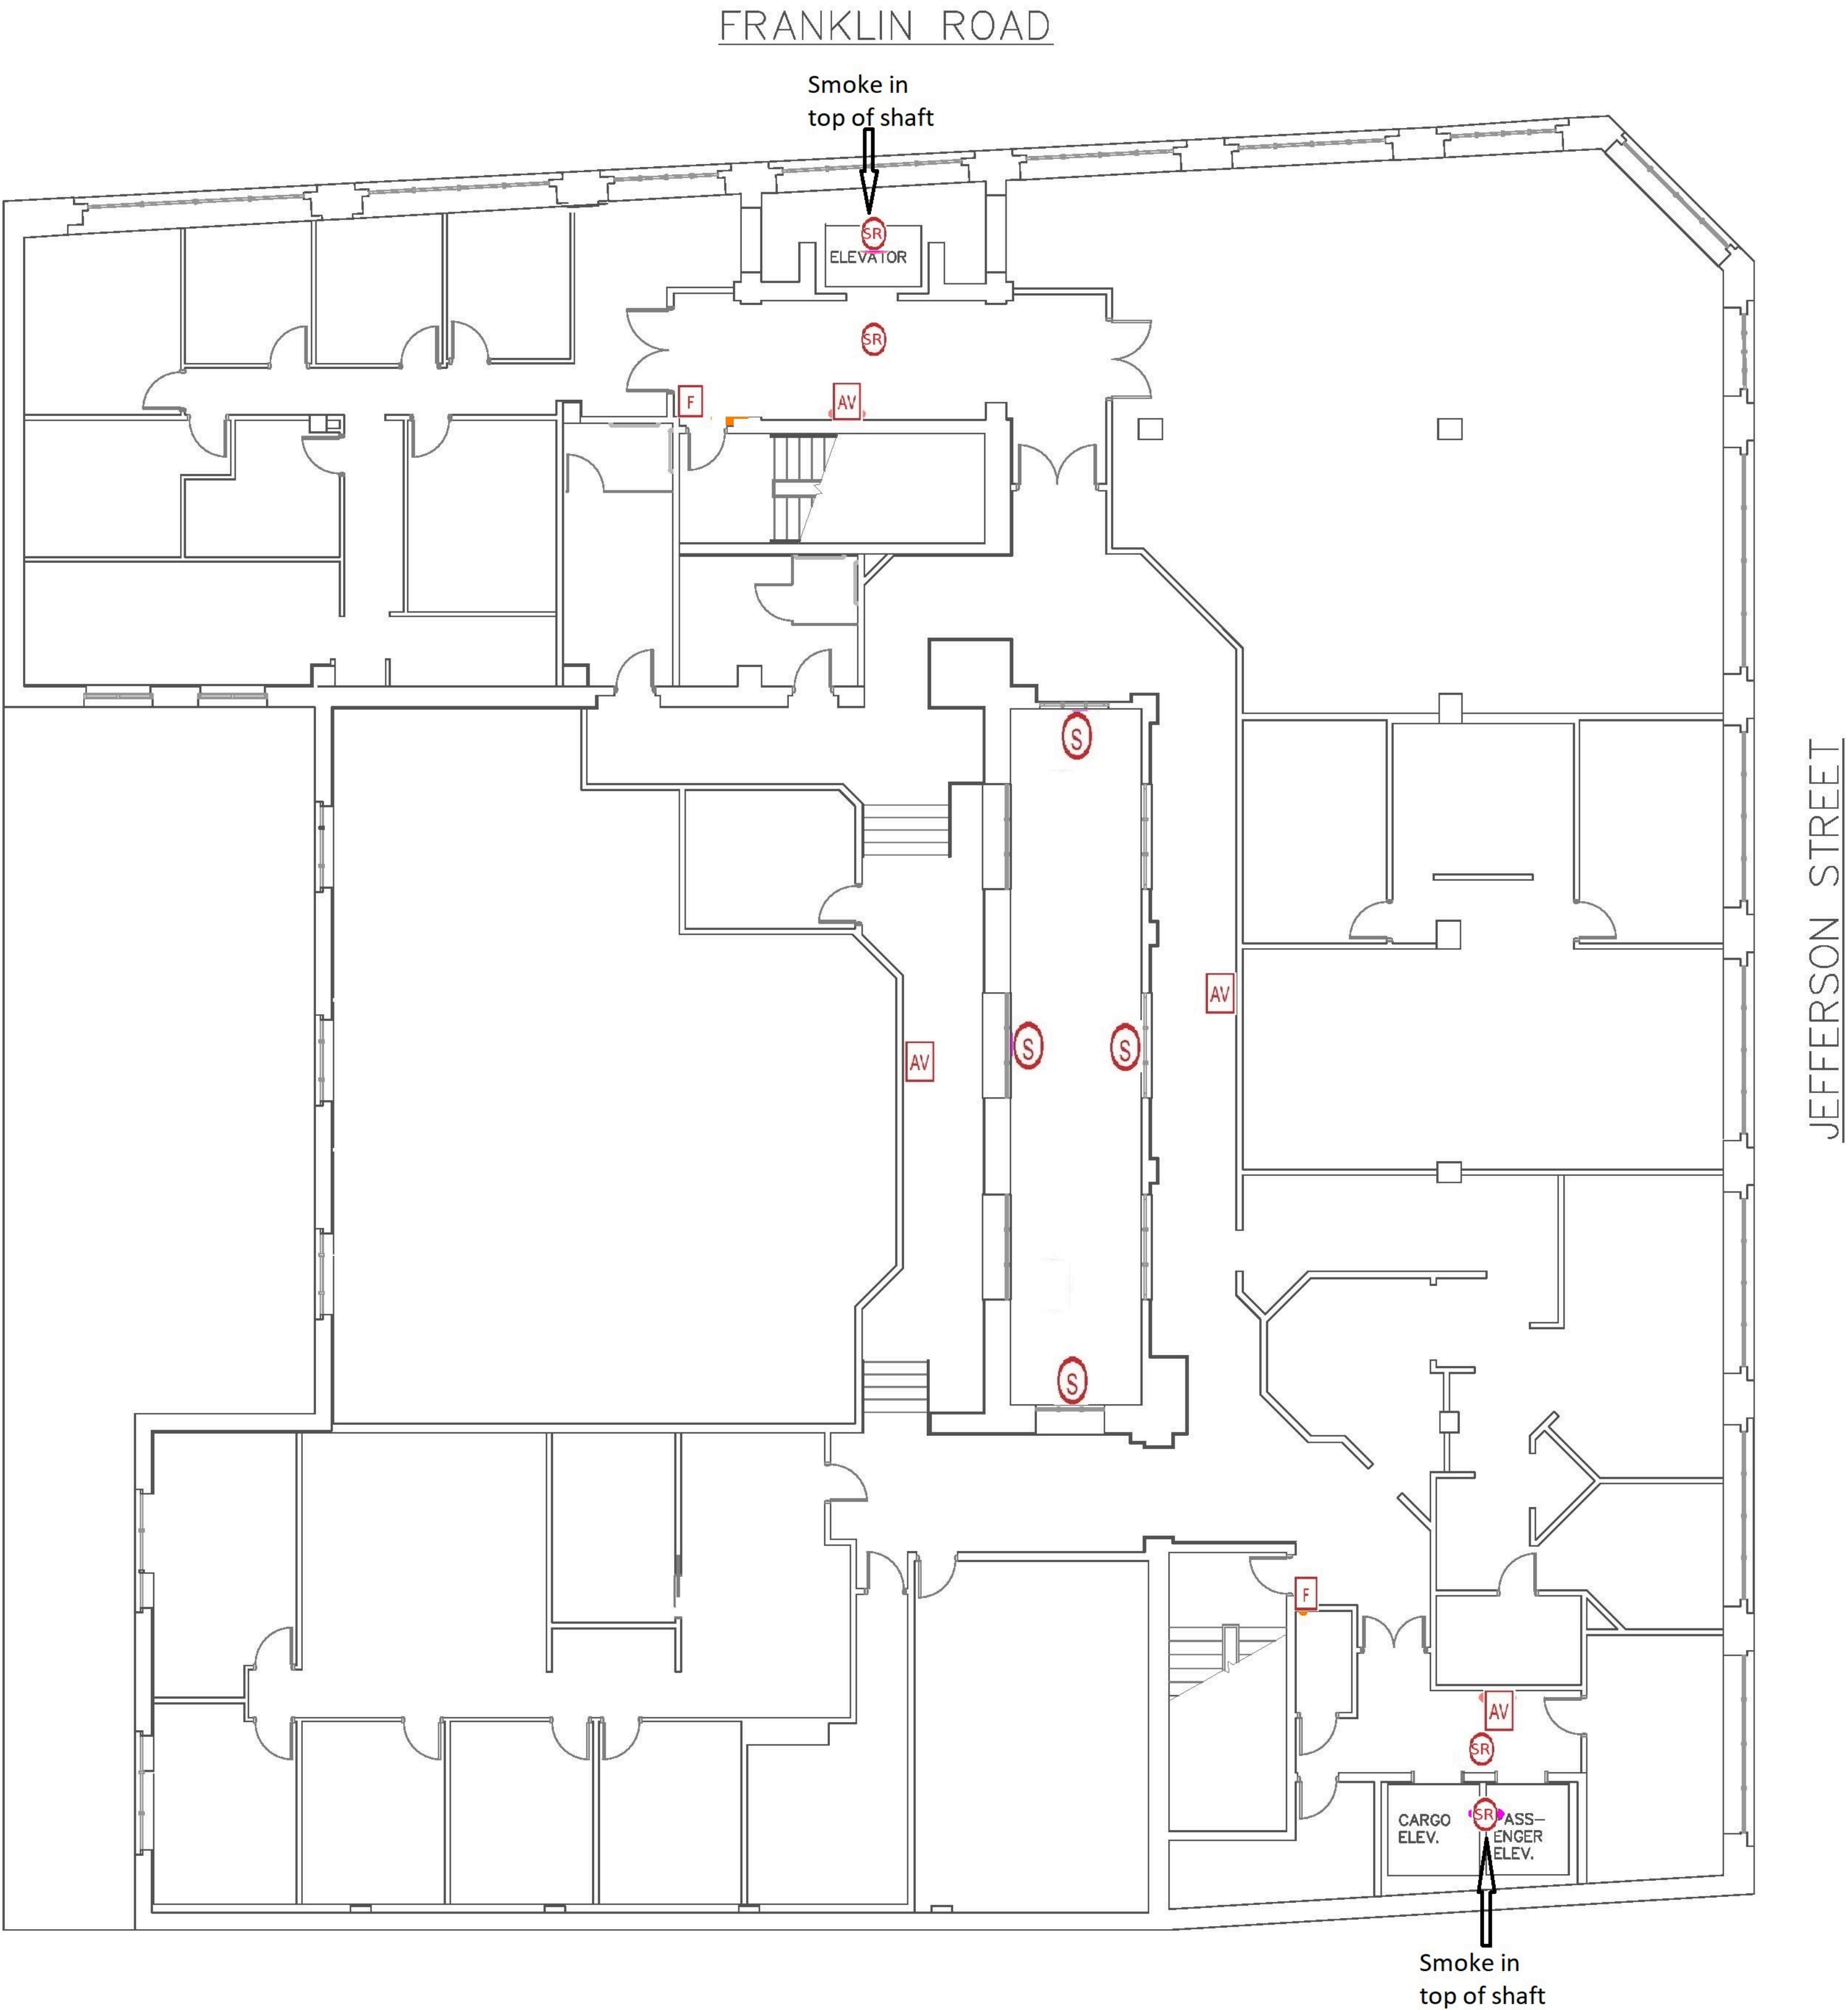 FRANKLIN ROAD
Smoke in
top of shaft
SR
ELEVATOR
SR
F
AV
S
JEFFERSON STREET
AV
S
S
AV
S
F
AV
SR
CARGO
ELEV.
SR
PASS-
ENGER
ELEV.
Smoke in
top of shaft